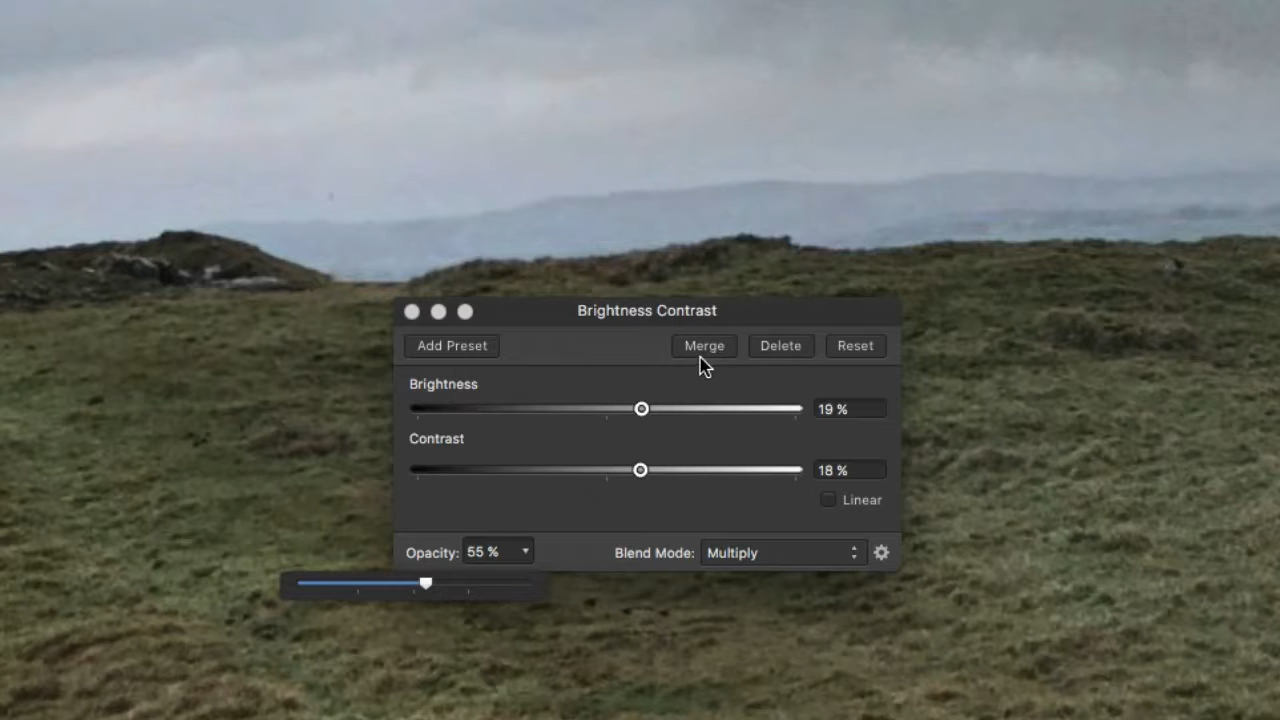 Brightness Contrast
Add Preset Merge Delete Reset
Brightness
19 %
Contrast
18 %
Linear
Opacity: 55 % Blend Mode: Multiply